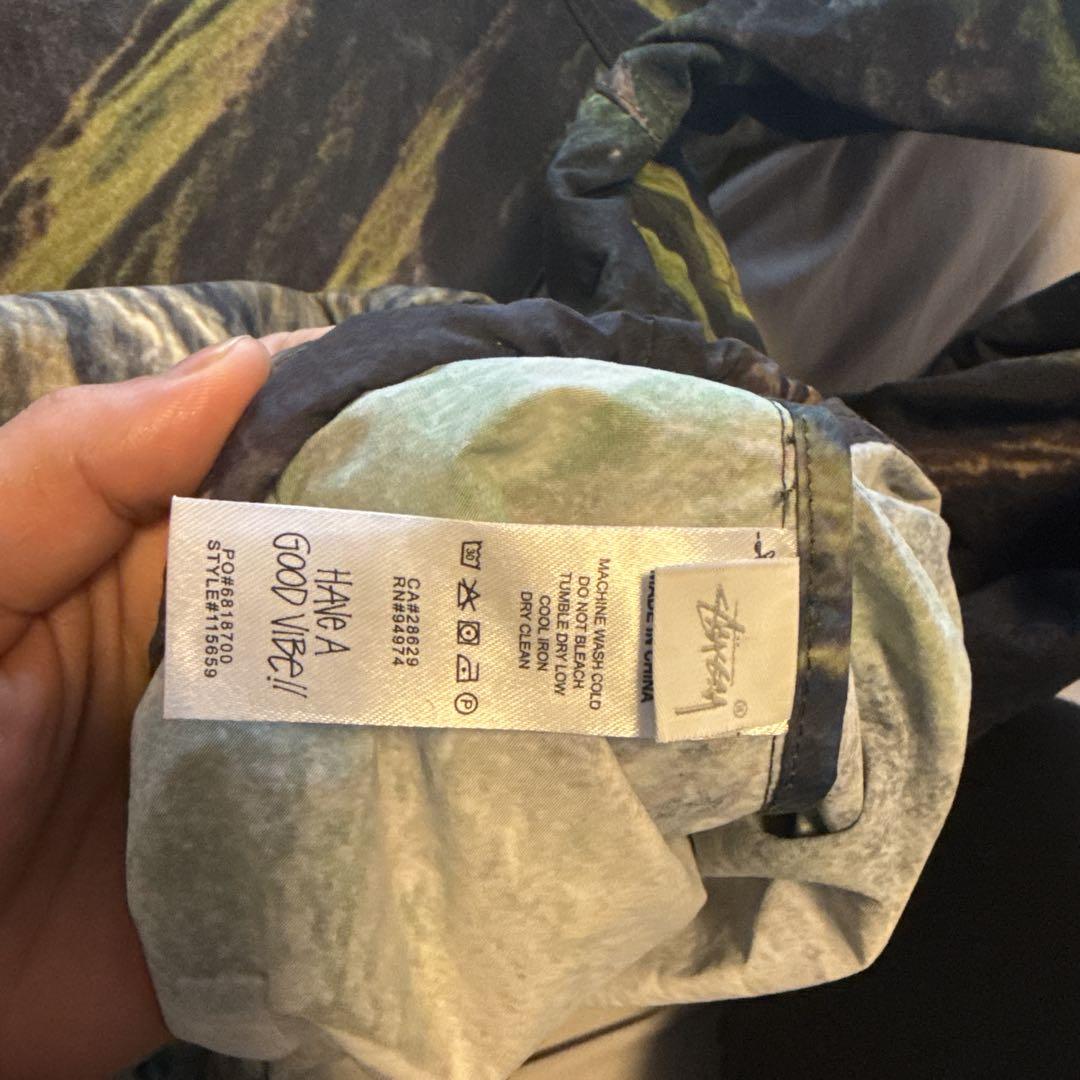 STÜSSY®
MADE IN CHINA
MACHINE WASH COLD
DO NOT BLEACH
TUMBLE DRY LOW
COOL IRON
DRY CLEAN
30
P
CA#28629
RN#94974
HAVE A
GOOD VIBE!!
PO#6818700
STYLE#115659